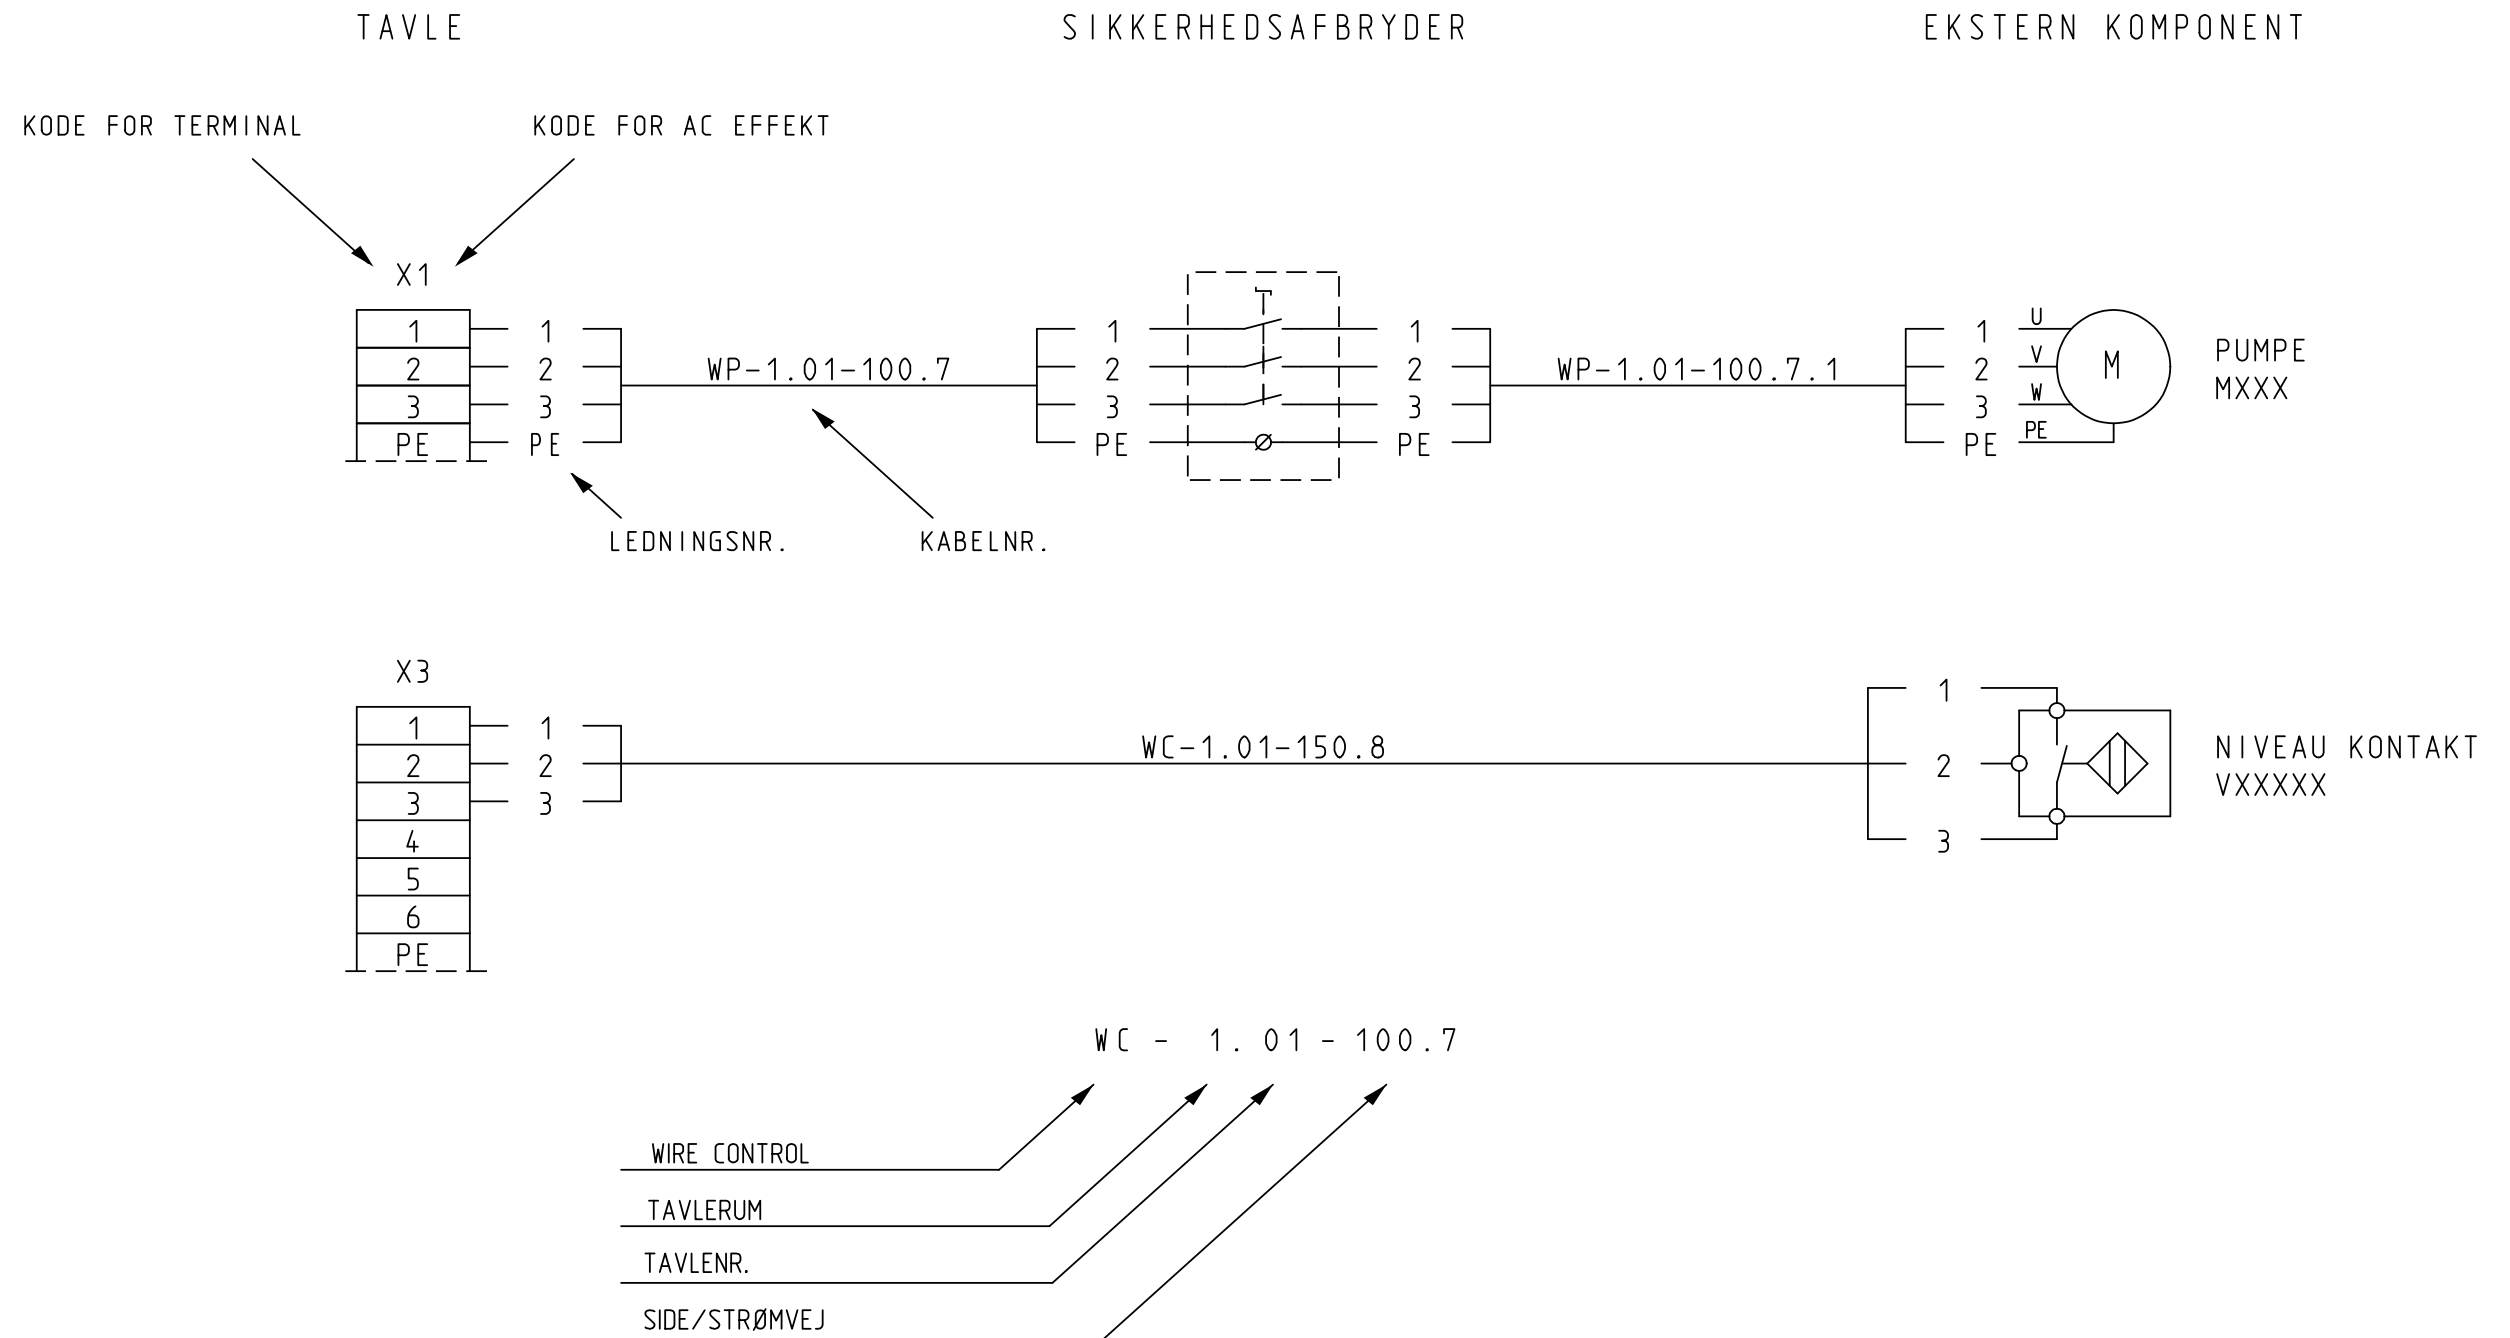 TAVLE
SIKKERHEDSAFBRYDER
EKSTERN KOMPONENT
KODE FOR TERMINAL
KODE FOR AC EFFEKT
X1
1
2
3
PE
1
2
3
PE
WP-1.01-100.7
1
2
3
PE
1
2
3
PE
WP-1.01-100.7.1
1
2
3
PE
U
V
W
PE
M
PUMPE
MXXX
LEDNINGSNR.
KABELNR.
X3
1
2
3
4
5
6
PE
1
2
3
WC-1.01-150.8
1
2
3
NIVEAU KONTAKT
VXXXXX
WC - 1.01-100.7
WIRE CONTROL
TAVLERUM
TAVLENR.
SIDE/STRØMVEJ